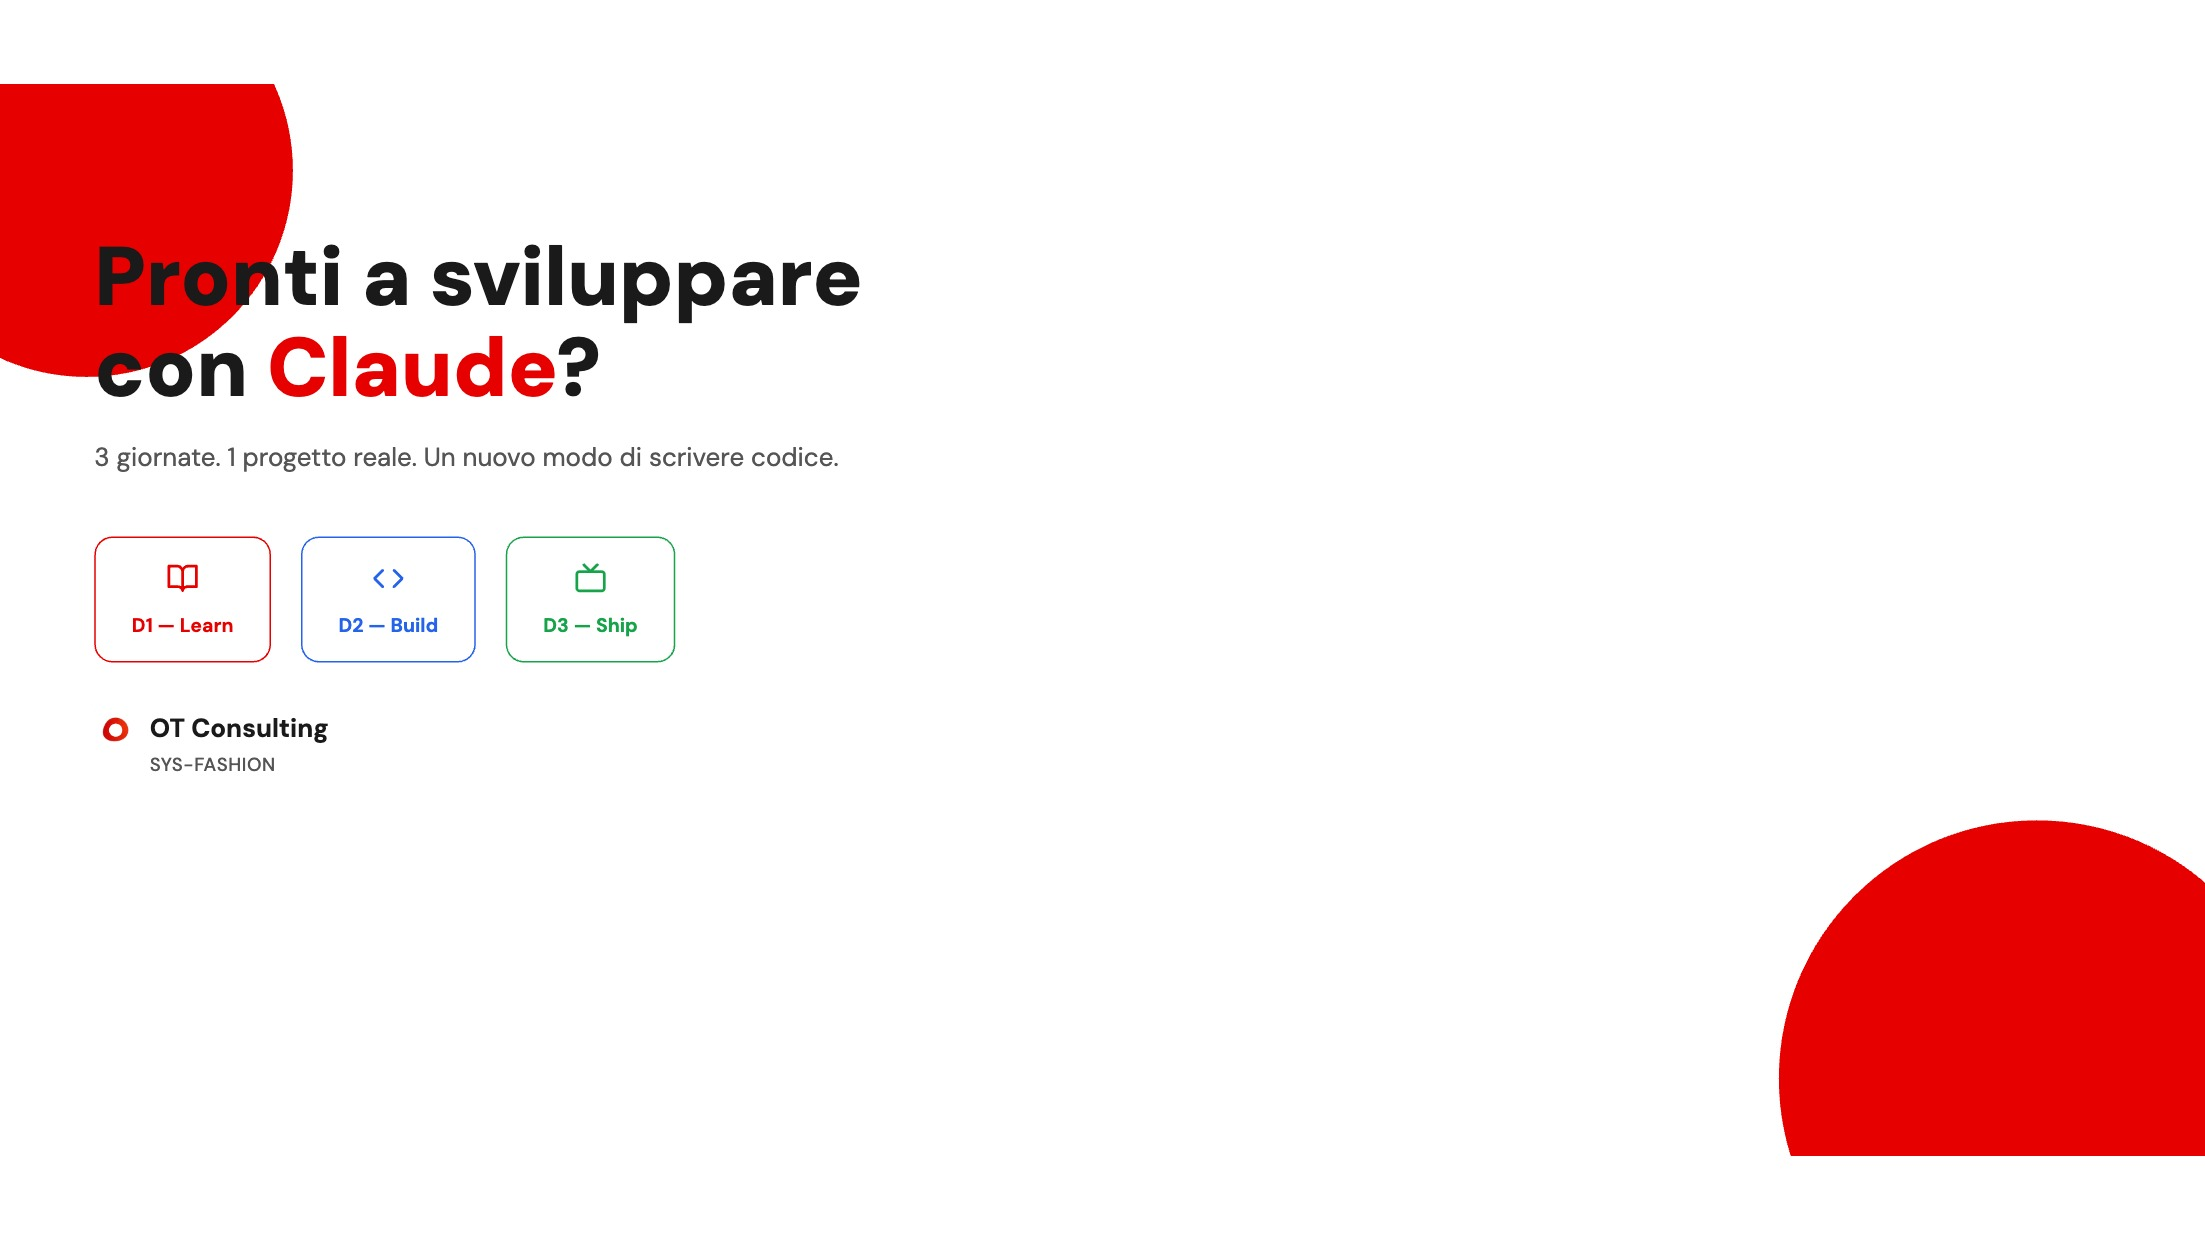 Pronti a sviluppare
con Claude?
3 giornate. 1 progetto reale. Un nuovo modo di scrivere codice.
D1 — Learn
D2 — Build
D3 — Ship
OT Consulting
SYS-FASHION